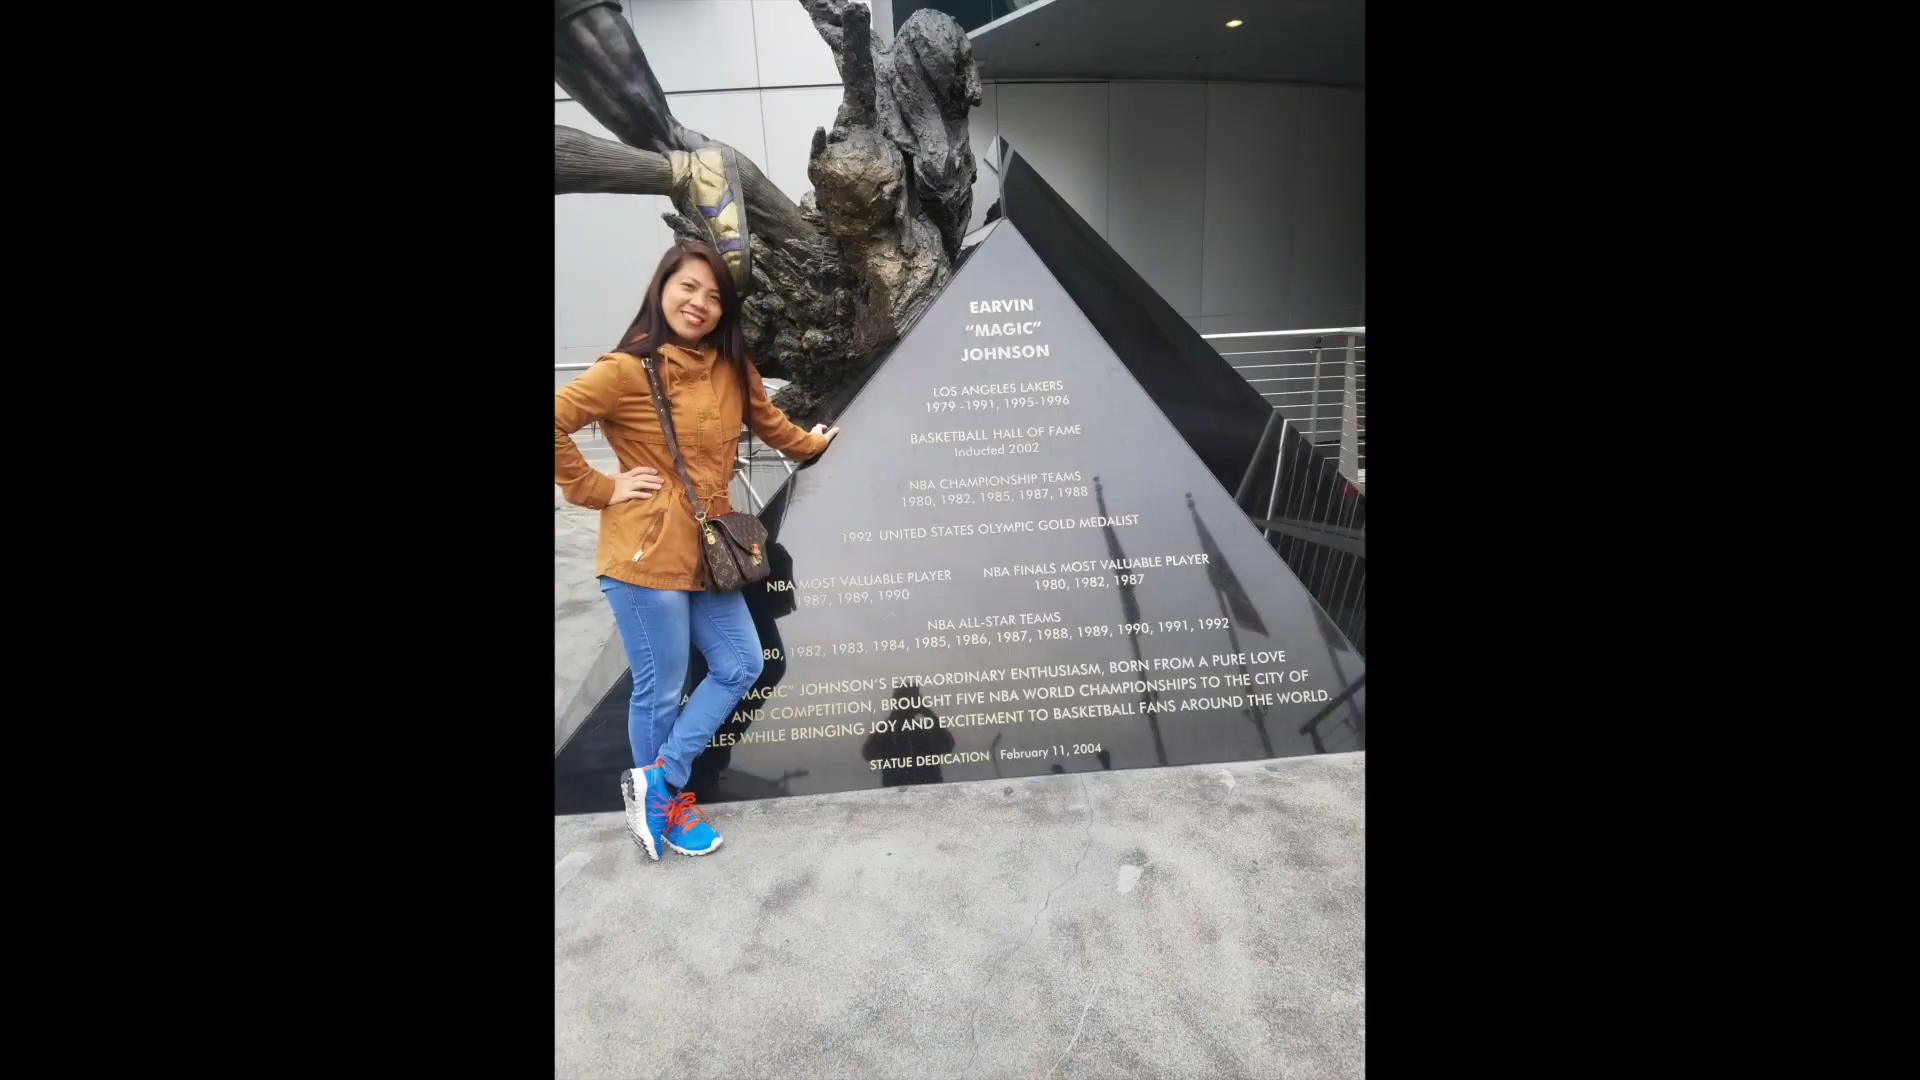 EARVIN
"MAGIC"
JOHNSON
LOS ANGELES LAKERS
1979 -1991, 1995-1996
BASKETBALL HALL OF FAME
Inducted 2002
NBA CHAMPIONSHIP TEAMS
1980, 1982, 1985, 1987, 1988
1992 UNITED STATES OLYMPIC GOLD MEDALIST
NBA MOST VALUABLE PLAYER
1987, 1989, 1990
NBA FINALS MOST VALUABLE PLAYER
1980, 1982, 1987
NBA ALL-STAR TEAMS
80, 1982, 1983, 1984, 1985, 1986, 1987, 1988, 1989, 1990, 1991, 1992
MAGIC" JOHNSON'S EXTRAORDINARY ENTHUSIASM, BORN FROM A PURE LOVE
AND COMPETITION, BROUGHT FIVE NBA WORLD CHAMPIONSHIPS TO THE CITY OF
ELES WHILE BRINGING JOY AND EXCITEMENT TO BASKETBALL FANS AROUND THE WORLD.
STATUE DEDICATION February 11, 2004